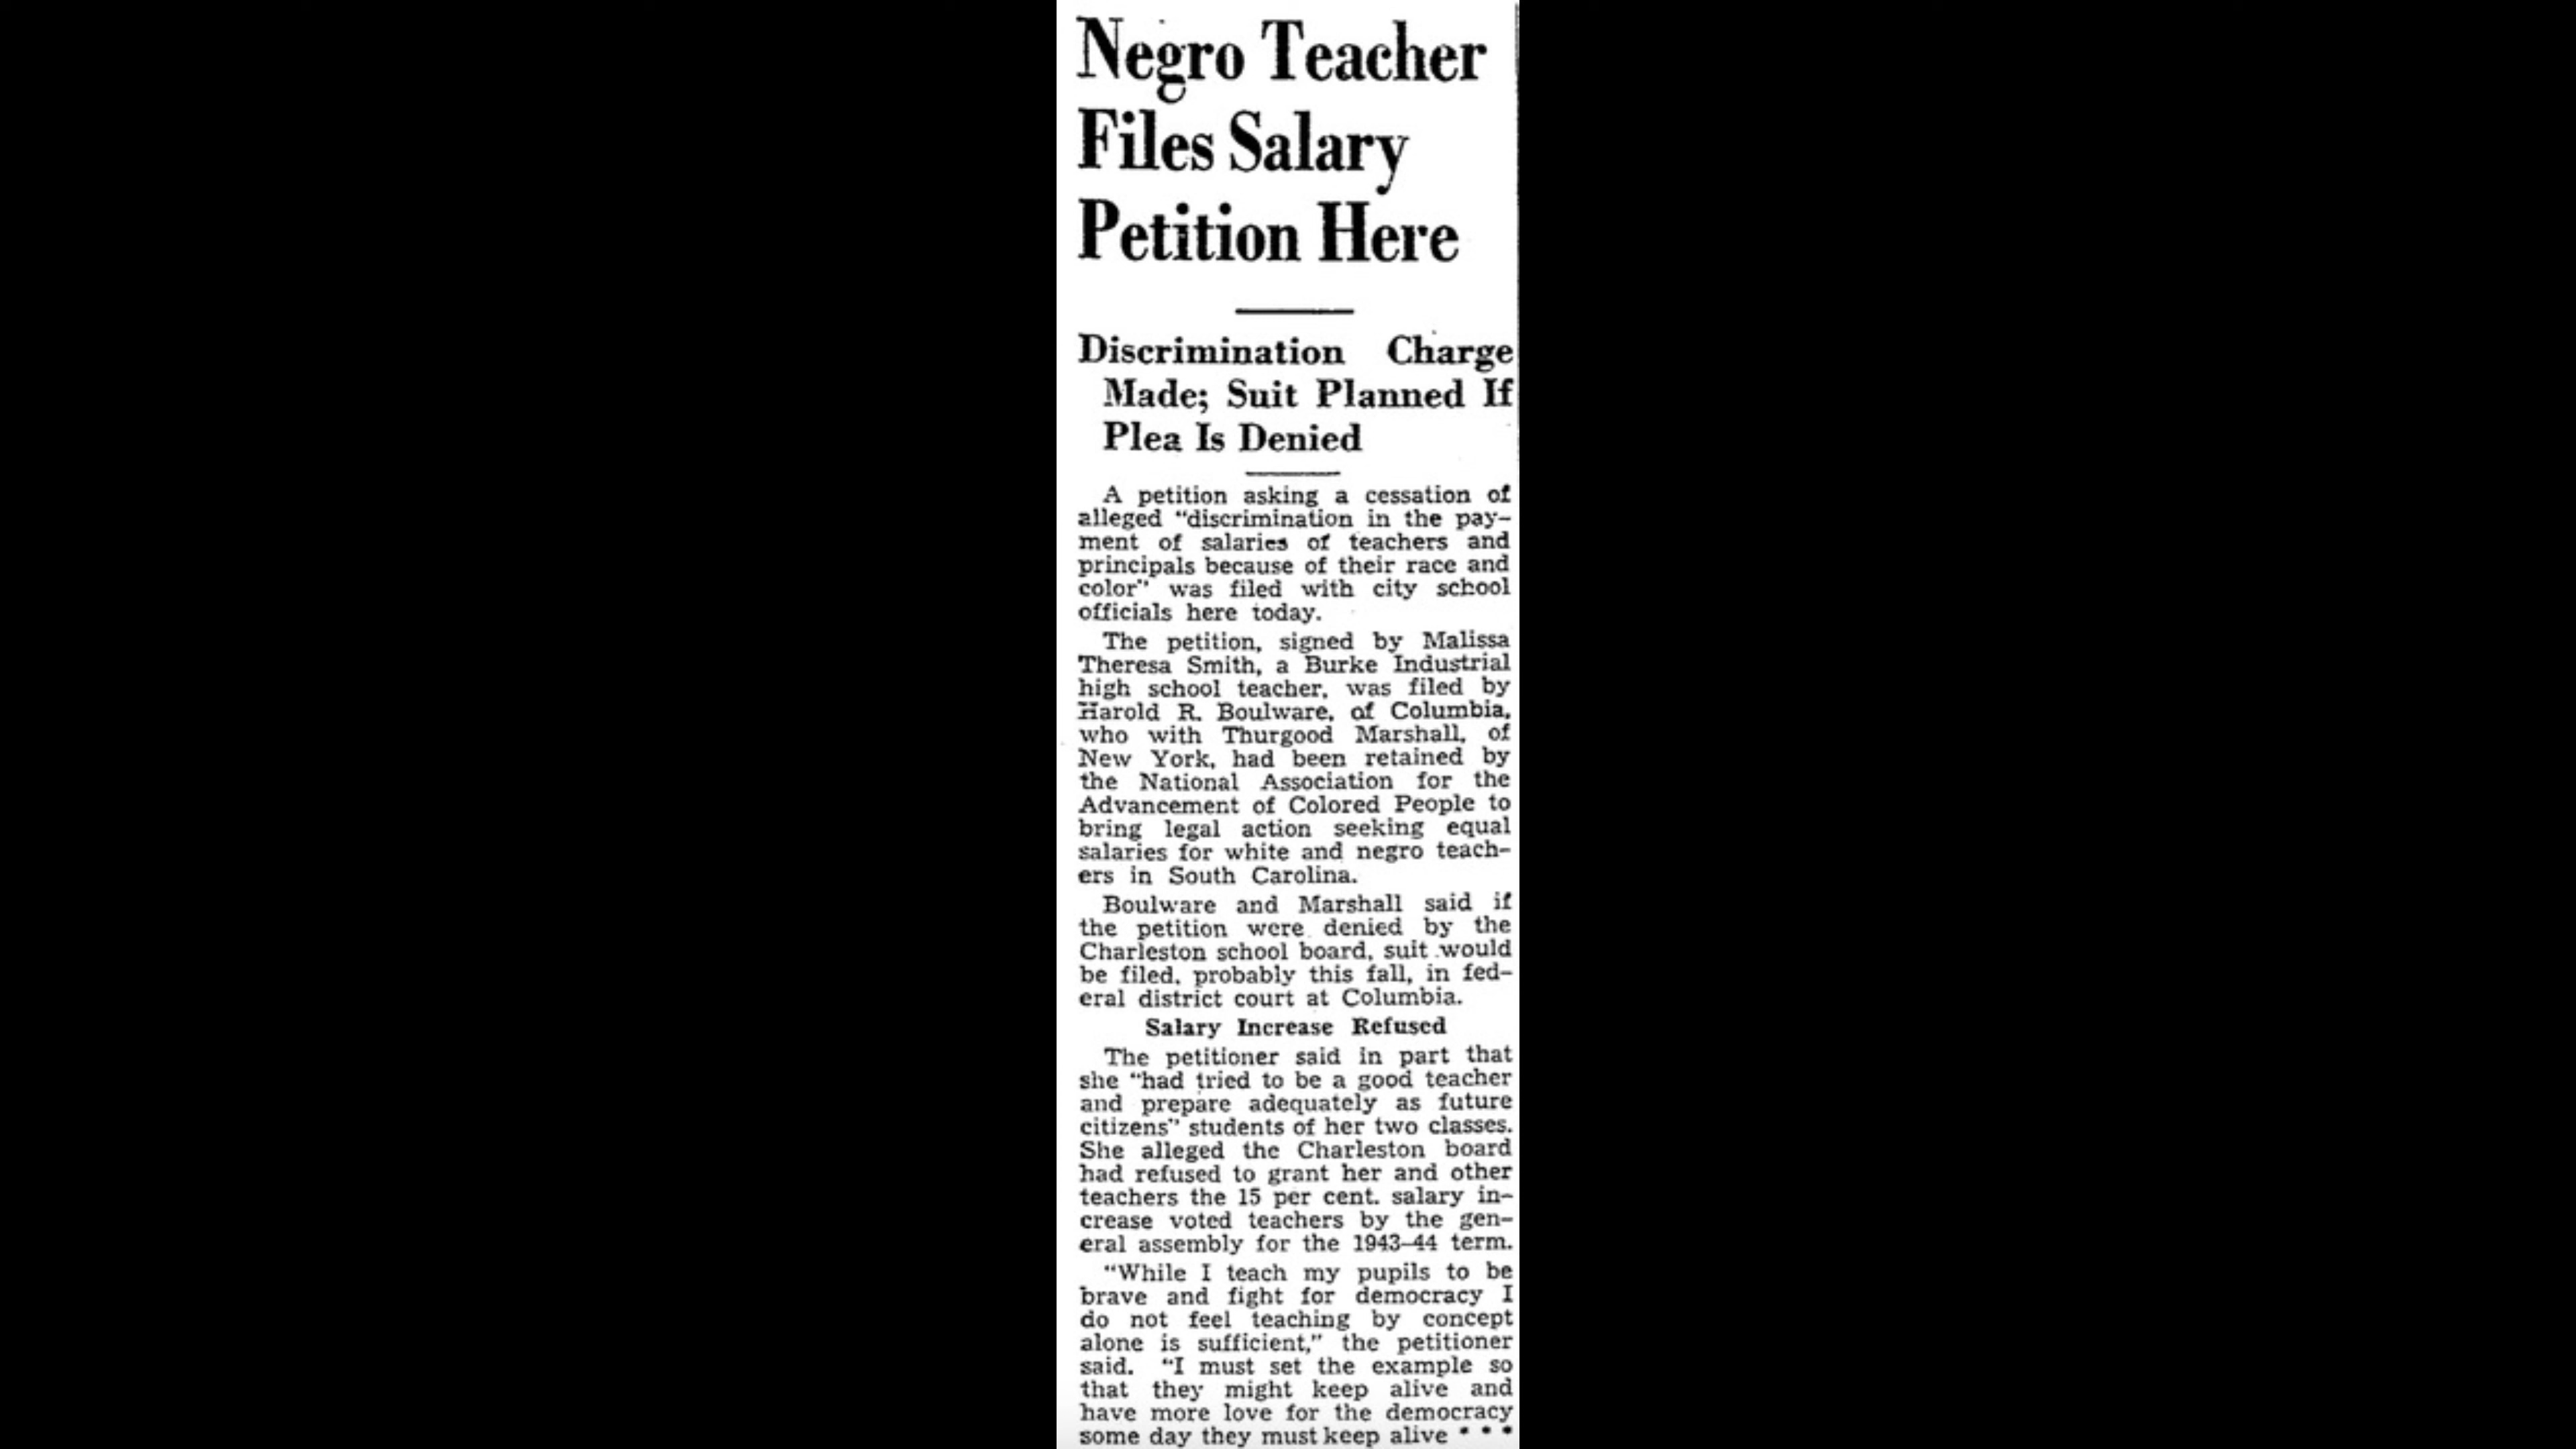 Negro Teacher
Files Salary
Petition Here
Discrimination Charge
Made; Suit Planned If
Plea Is Denied
A petition asking a cessation of
alleged "discrimination in the pay-
ment of salaries of teachers and
principals because of their race and
color" was filed with city school
officials here today.
The petition, signed by Malissa
Theresa Smith, a Burke Industrial
high school teacher, was filed by
Harold R. Boulware, of Columbia,
who with Thurgood Marshall, of
New York, had been retained by
the National Association for the
Advancement of Colored People to
bring legal action seeking equal
salaries for white and negro teach-
ers in South Carolina.
Boulware and Marshall said if
the petition were denied by the
Charleston school board, suit would
be filed, probably this fall, in fed-
eral district court at Columbia.
Salary Increase Refused
The petitioner said in part that
she "had tried to be a good teacher
and prepare adequately as future
citizens" students of her two classes.
She alleged the Charleston board
had refused to grant her and other
teachers the 15 per cent. salary in-
crease voted teachers by the gen-
eral assembly for the 1943-44 term.
"While I teach my pupils to be
brave and fight for democracy I
do not feel teaching by concept
alone is sufficient," the petitioner
said. "I must set the example so
that they might keep alive and
have more love for the democracy
some day they must keep alive * * *